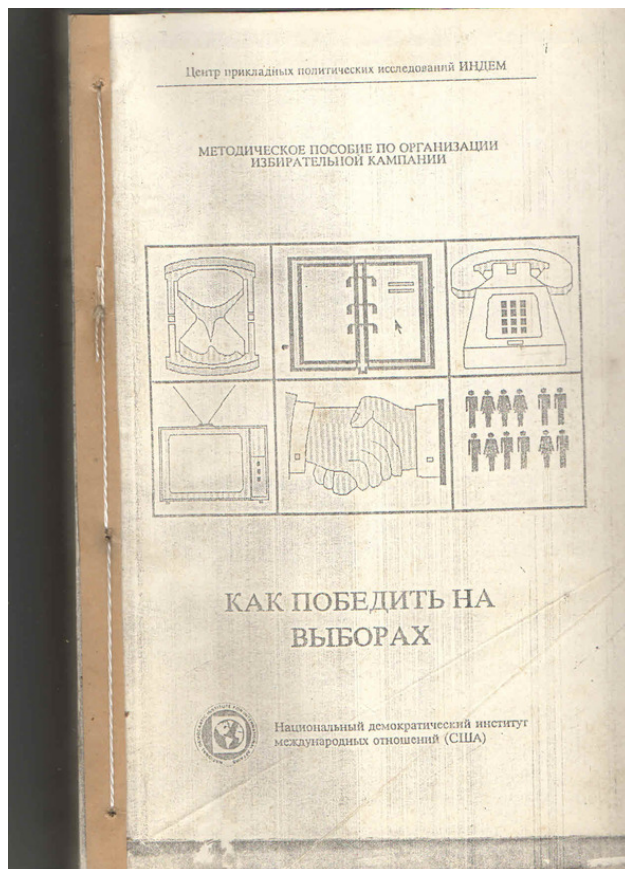 Центр прикладных политических исследований ИНДЕМ
МЕТОДИЧЕСКОЕ ПОСОБИЕ ПО ОРГАНИЗАЦИИ
ИЗБИРАТЕЛЬНОЙ КАМПАНИИ
КАК ПОБЕДИТЬ НА
ВЫБОРАХ
Национальный демократический институт
международных отношений (США)